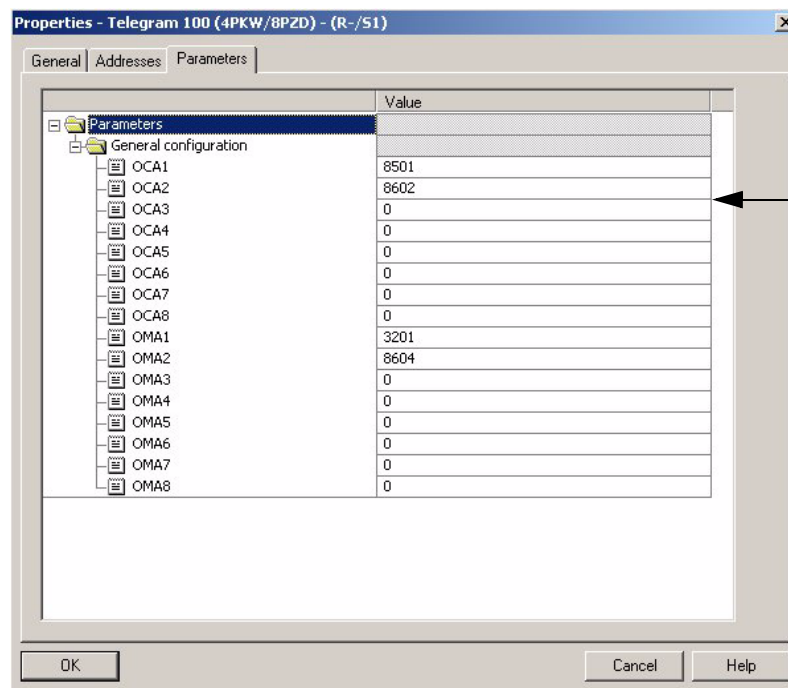 Properties - Telegram 100 (4PKW/8PZD) - (R-/S1)
General Addresses Parameters
Value
Parameters
General configuration
OCA1 8501
OCA2 8602
OCA3 0
OCA4 0
OCA5 0
OCA6 0
OCA7 0
OCA8 0
OMA1 3201
OMA2 8604
OMA3 0
OMA4 0
OMA5 0
OMA6 0
OMA7 0
OMA8 0
OK Cancel Help